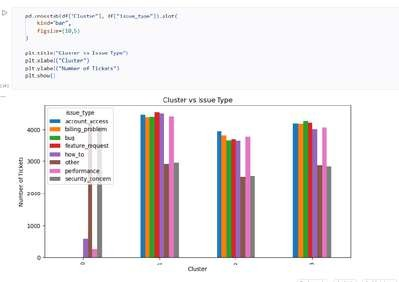 pd.crosstab(df["Cluster"], df["issue_type"]).plot(
kind="bar",
figsize=(10,5)
)
plt.title("Cluster vs Issue Type")
plt.xlabel("Cluster")
plt.ylabel("Number of Tickets")
plt.show()
Cluster vs Issue Type
issue_type
account_access
billing_problem
bug
feature_request
how_to
other
performance
security_concern
4000
3000
2000
1000
0
Number of Tickets
0
Cluster